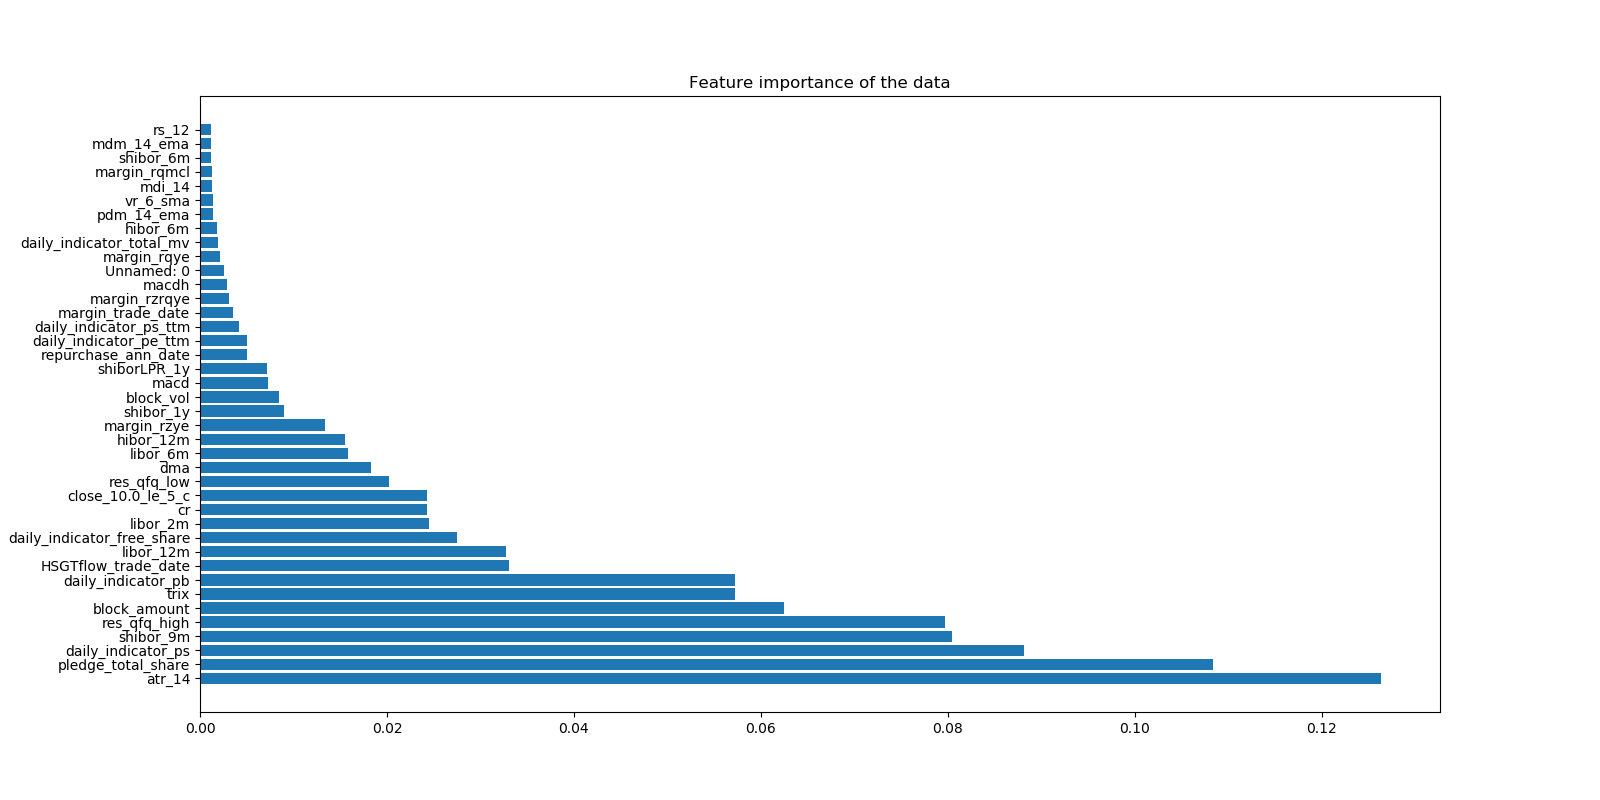 Feature importance of the data
rs_12
mdm_14_ema
shibor_6m
margin_rqmcl
mdi_14
vr_6_sma
pdm_14_ema
hibor_6m
daily_indicator_total_mv
margin_rqye
Unnamed: 0
macdh
margin_rzrqye
margin_trade_date
daily_indicator_ps_ttm
daily_indicator_pe_ttm
repurchase_ann_date
shiborLPR_1y
macd
block_vol
shibor_1y
margin_rzye
hibor_12m
libor_6m
dma
res_qfq_low
close_10.0_le_5_c
cr
libor_2m
daily_indicator_free_share
libor_12m
HSGTflow_trade_date
daily_indicator_pb
trix
block_amount
res_qfq_high
shibor_9m
daily_indicator_ps
pledge_total_share
atr_14
0.00 0.02 0.04 0.06 0.08 0.10 0.12